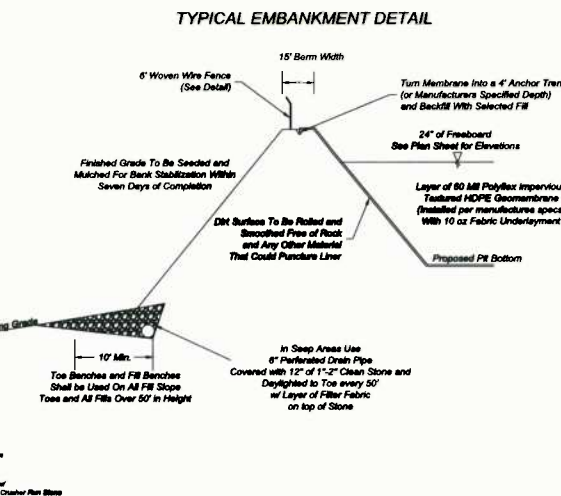 TYPICAL EMBANKMENT DETAIL
15' Berm Width
6' Woven Wire Fence
(See Detail)
Turn Membrane Into a 4' Anchor Tren
(or Manufacturers Specified Depth)
and Backfill With Selected Fill
24" of Freeboard
See Plan Sheet for Elevations
Finished Grade To Be Seeded and
Mulched For Bank Stabilization Within
Seven Days of Completion
Layer of 60 Mil Polyflex Impervious
Textured HDPE Geomembrane
(Installed per manufactures specs
With 10 oz Fabric Underlayment
Dirt Surface To Be Rolled and
Smoothed Free of Rock
and Any Other Material
That Could Puncture Liner
Proposed Pit Bottom
ng Grade
10' Min.
Toe Benches and Fill Benches
Shall be Used On All Fill Slope
Toes and All Fills Over 50' in Height
In Seep Areas Use
6" Perforated Drain Pipe
Covered with 12" of 1"-2" Clean Stone and
Daylighted to Toe every 50'
w/ Layer of Filter Fabric
on top of Stone
Crusher Run Stone